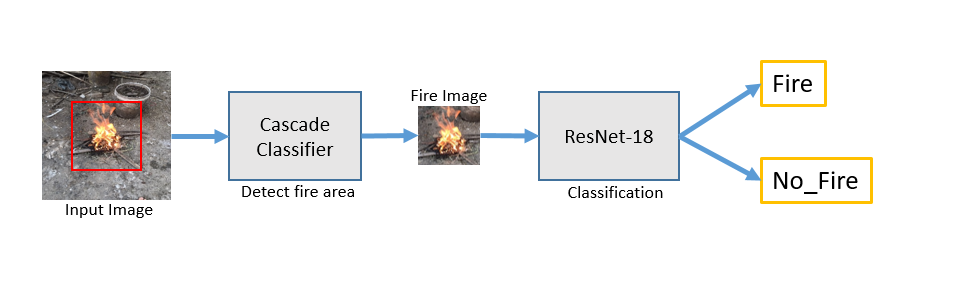 Input Image
Cascade
Classifier
Detect fire area
Fire Image
ResNet-18
Classification
Fire
No_Fire